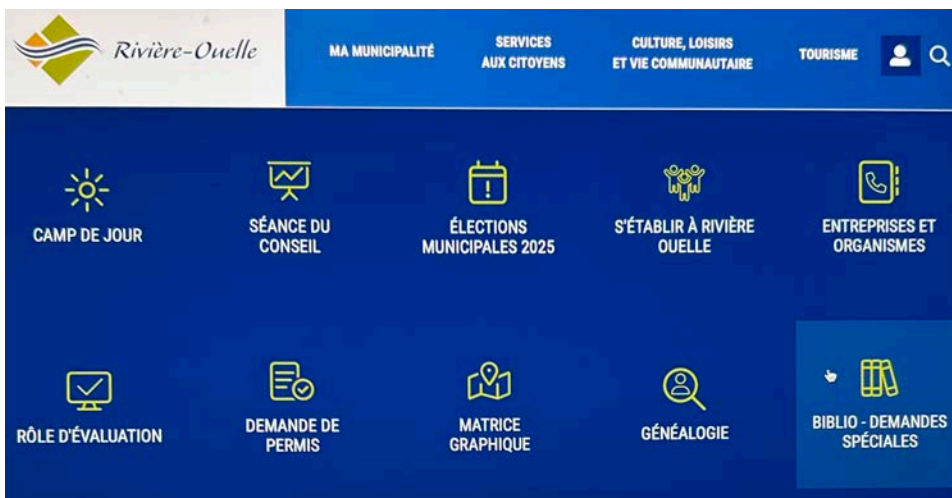 Rivière-Ouelle
MA MUNICIPALITÉ
SERVICES
AUX CITOYENS
CULTURE, LOISIRS
ET VIE COMMUNAUTAIRE
TOURISME
CAMP DE JOUR
SÉANCE DU
CONSEIL
ÉLECTIONS
MUNICIPALES 2025
S'ÉTABLIR À RIVIÈRE
OUELLE
ENTREPRISES ET
ORGANISMES
RÔLE D'ÉVALUATION
DEMANDE DE
PERMIS
MATRICE
GRAPHIQUE
GÉNÉALOGIE
BIBLIO - DEMANDES
SPÉCIALES